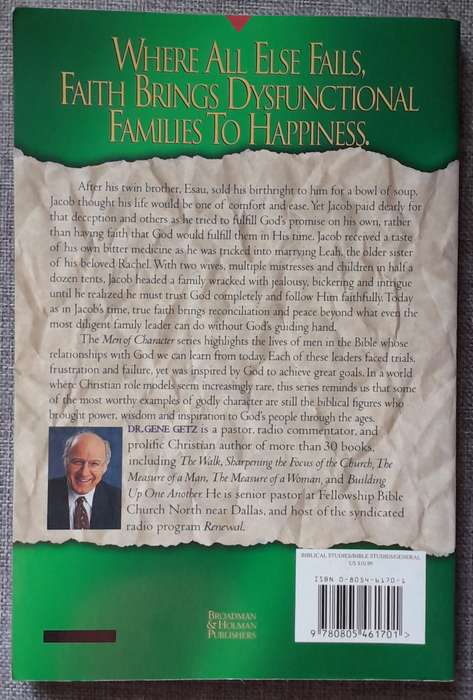 WHERE ALL ELSE FAILS,
FAITH BRINGS DYSFUNCTIONAL
FAMILIES TO HAPPINESS.
After his twin brother, Esau, sold his birthright to him for a bowl of soup,
Jacob thought his life would be one of comfort and ease. Yet Jacob paid dearly for
that deception and others as he tried to fulfill God's promise on his own, rather
than having faith that God would fulfill them in His time. Jacob received a taste
of his own bitter medicine as he was tricked into marrying Leah, the older sister
of his beloved Rachel. With two wives, multiple mistresses and children in half a
dozen tents, Jacob headed a family wracked with jealousy, bickering and intrigue
until he realized he must trust God completely and follow Him faithfully. Today
as in Jacob's time, true faith brings reconciliation and peace beyond what even the
most diligent family leader can do without God's guiding hand.
The Men of Character series highlights the lives of men in the Bible whose
relationships with God we can learn from today. Each of these leaders faced trials,
frustration and failure, yet was inspired by God to achieve great goals. In a world
where Christian role models seem increasingly rare, this series reminds us that some
of the most worthy examples of godly character are still the biblical figures who
brought power, wisdom and inspiration to God's people through the ages.
DR. GENE GETZ is a pastor, radio commentator, and
prolific Christian author of more than 30 books,
including The Walk, Sharpening the Focus of the Church, The
Measure of a Man, The Measure of a Woman, and Building
Up One Another. He is senior pastor at Fellowship Bible
Church North near Dallas, and host of the syndicated
radio program Renewal.
BIBLICAL STUDIES/BIBLE STUDIES/GENERAL
US $10.99
ISBN 0-8054-6170-1
9 780805 461701 >
BROADMAN
& HOLMAN
PUBLISHERS